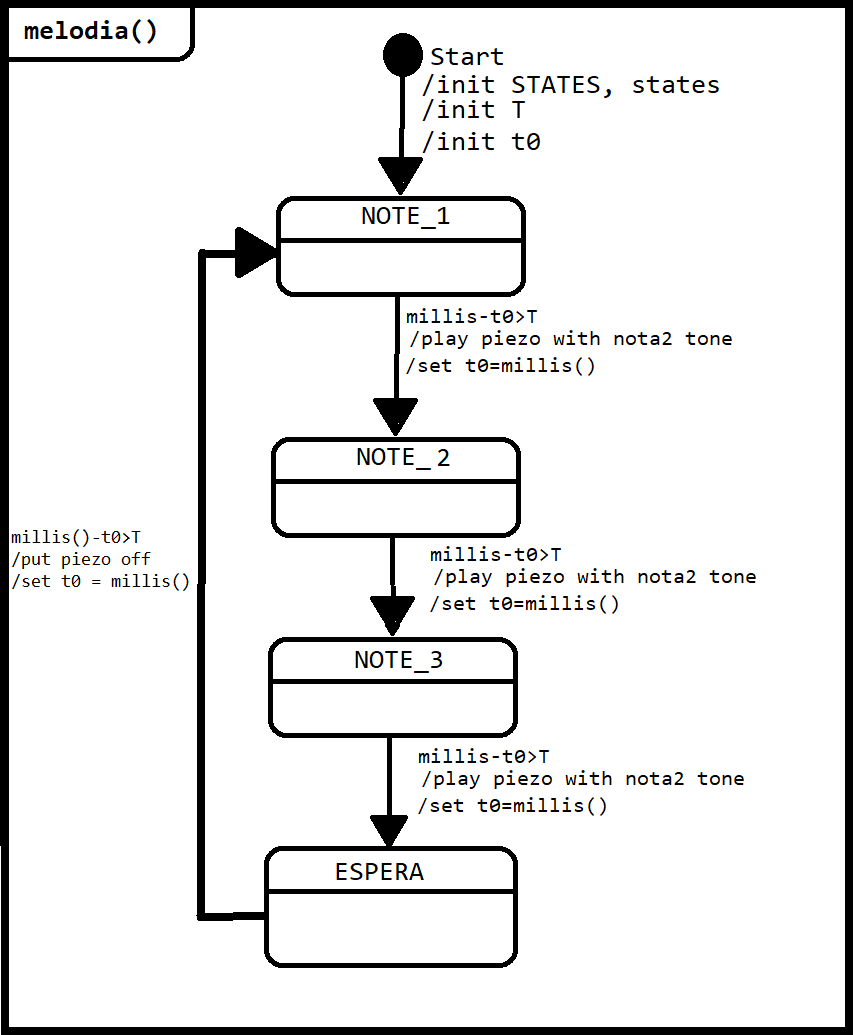 melodia()
Start
/init STATES, states
/init T
/init t0
NOTE_1
millis-t0>T
/play piezo with nota2 tone
/set t0=millis()
NOTE_2
millis()-t0>T
/put piezo off
/set t0 = millis()
millis-t0>T
/play piezo with nota2 tone
/set t0=millis()
NOTE_3
millis-t0>T
/play piezo with nota2 tone
/set t0=millis()
ESPERA